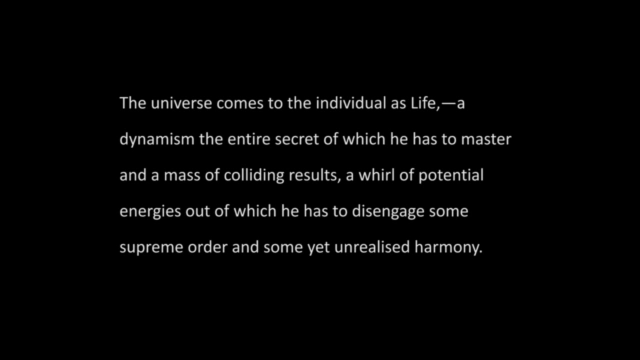 The universe comes to the individual as Life,—a
dynamism the entire secret of which he has to master
and a mass of colliding results, a whirl of potential
energies out of which he has to disengage some
supreme order and some yet unrealised harmony.